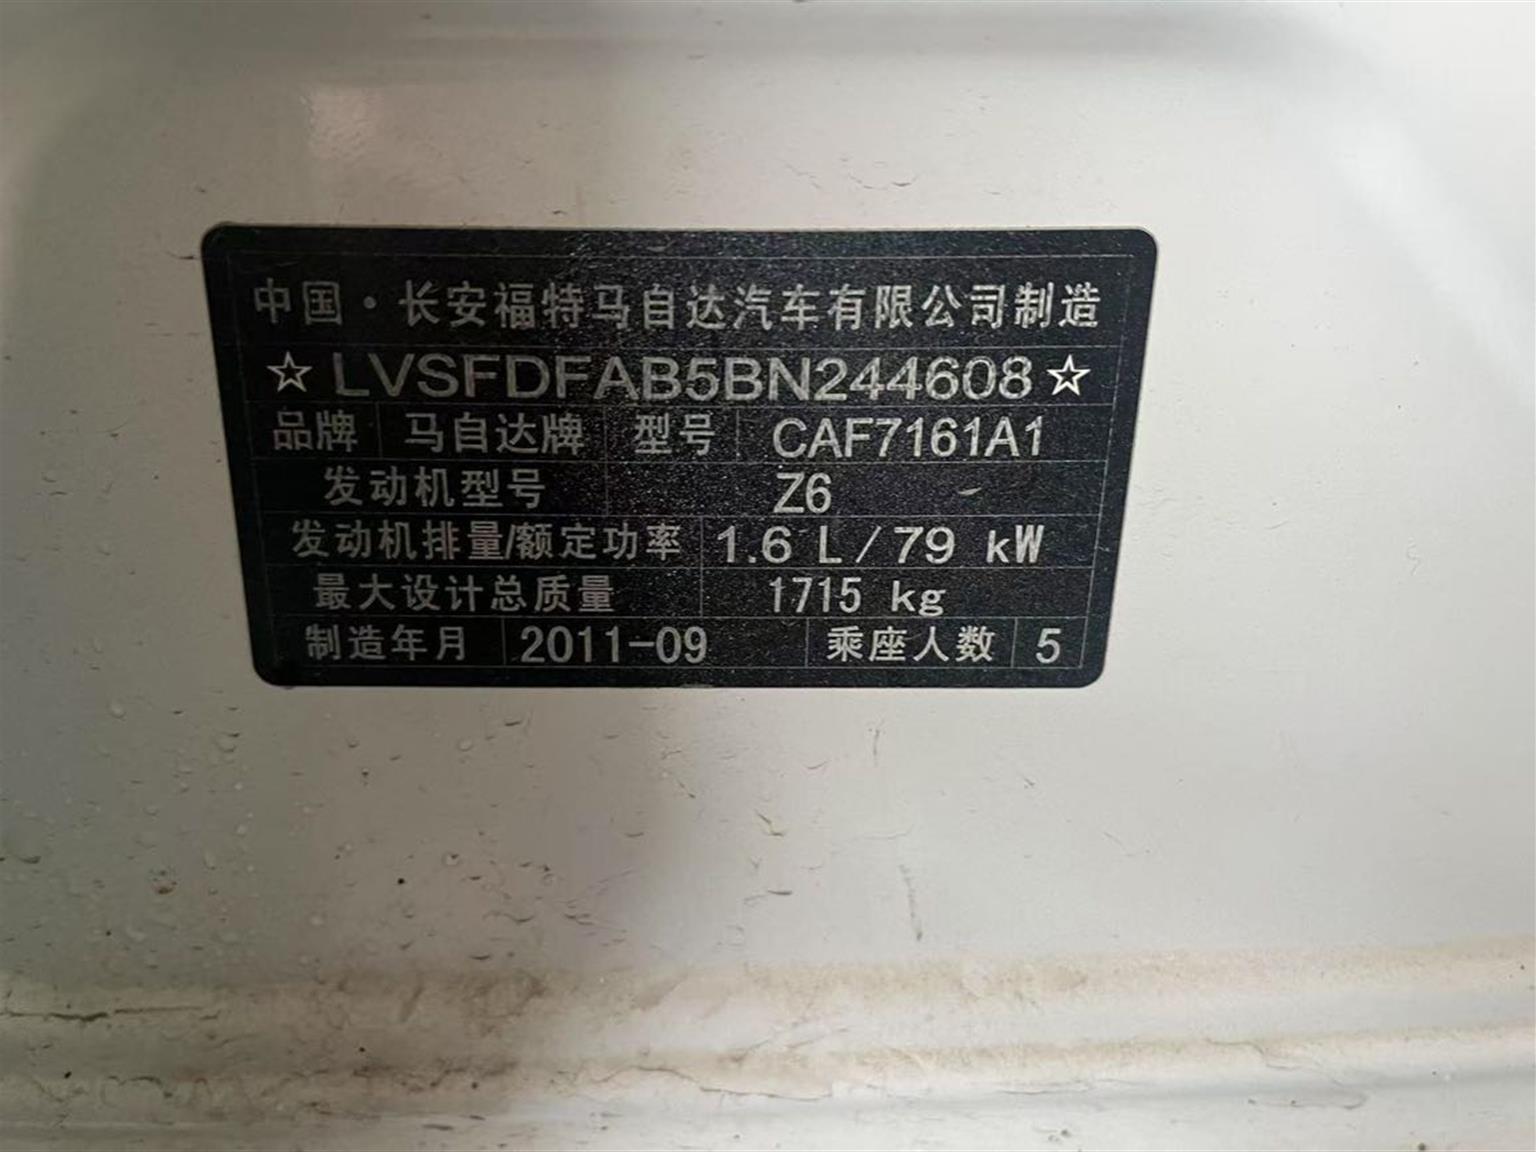 中国·长安福特马自达汽车有限公司制造
☆LVSFDFAB5BN244608☆
品牌 马自达牌 型号 CAF7161A1
发动机型号 Z6
发动机排量/额定功率 1.6 L/79 kW
最大设计总质量 1715 kg
制造年月 2011-09 乘座人数 5